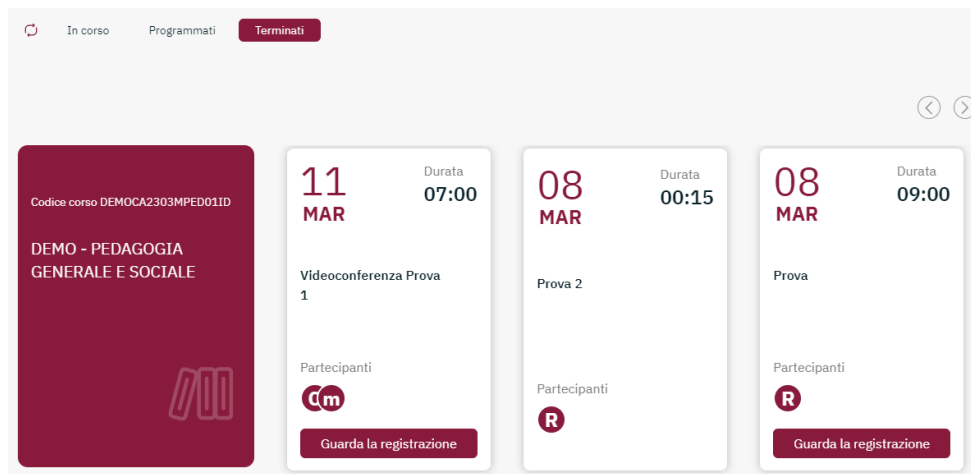 In corso
Programmati
Terminati
Codice corso DEMOCA2303MPED01ID
DEMO - PEDAGOGIA
GENERALE E SOCIALE
11
MAR
Durata
07:00
Videoconferenza Prova
1
Partecipanti
m
Guarda la registrazione
08
MAR
Durata
00:15
Prova 2
Partecipanti
R
08
MAR
Durata
09:00
Prova
Partecipanti
R
Guarda la registrazione